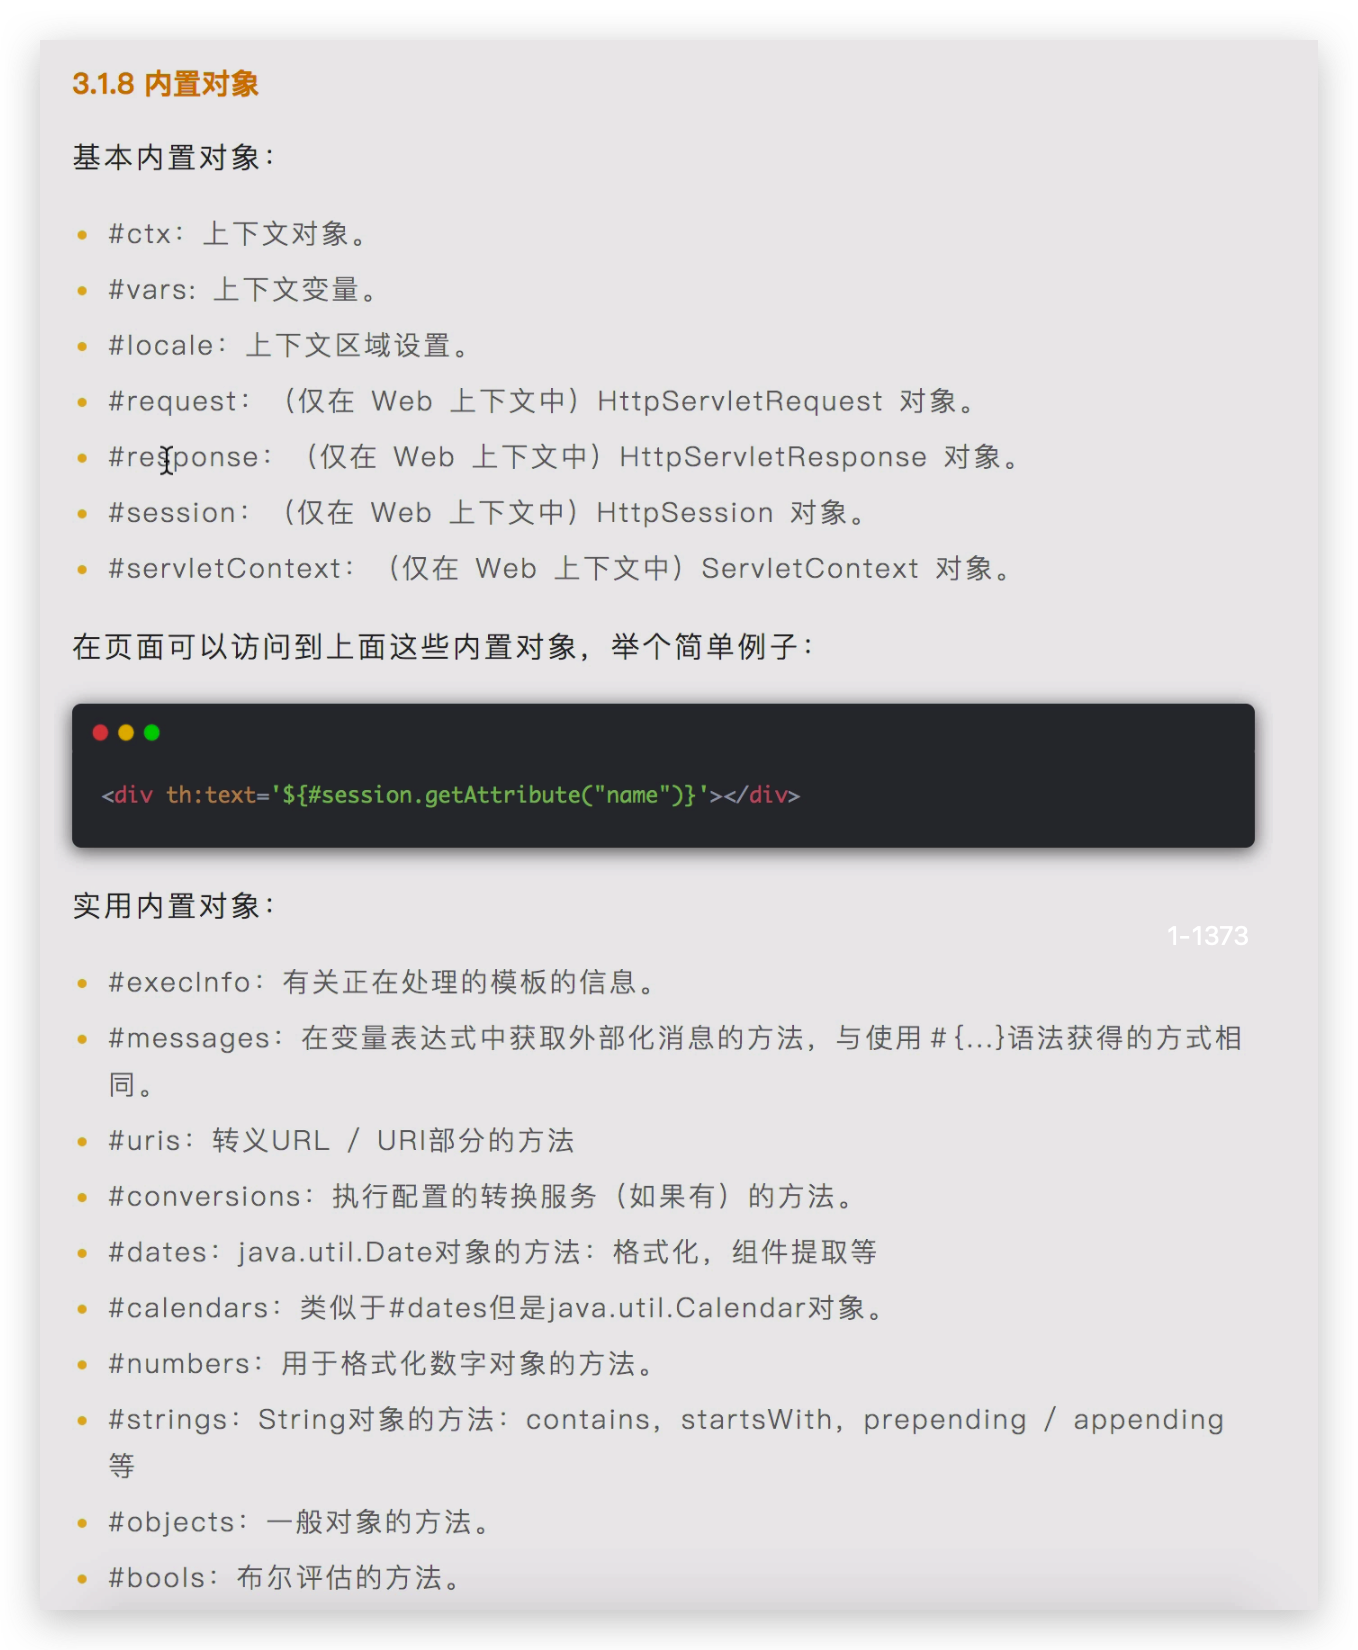 3.1.8 内置对象
基本内置对象：
#ctx：上下文对象。
#vars: 上下文变量。
#locale：上下文区域设置。
#request：（仅在 Web 上下文中）HttpServletRequest 对象。
#response：（仅在 Web 上下文中）HttpServletResponse 对象。
#session：（仅在 Web 上下文中）HttpSession 对象。
#servletContext：（仅在 Web 上下文中）ServletContext 对象。
在页面可以访问到上面这些内置对象，举个简单例子：
<div th:text='${#session.getAttribute("name")}'></div>
实用内置对象：
1-1373
#execInfo：有关正在处理的模板的信息。
#messages：在变量表达式中获取外部化消息的方法，与使用＃{...}语法获得的方式相
同。
#uris：转义URL / URI部分的方法
#conversions：执行配置的转换服务（如果有）的方法。
#dates：java.util.Date对象的方法：格式化，组件提取等
#calendars：类似于#dates但是java.util.Calendar对象。
#numbers：用于格式化数字对象的方法。
#strings：String对象的方法：contains，startsWith，prepending / appending
等
#objects：一般对象的方法。
#bools：布尔评估的方法。